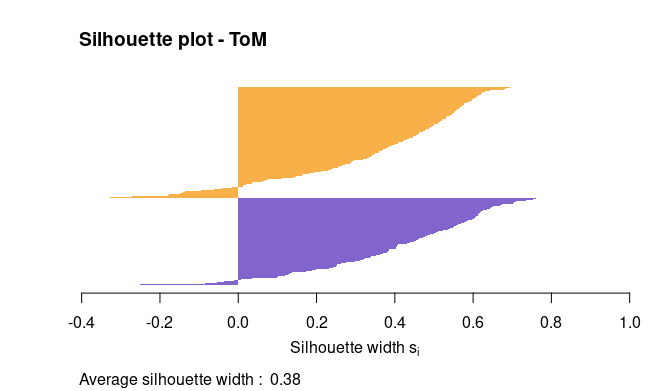 Silhouette plot - ToM
-0.4 -0.2 0.0 0.2 0.4 0.6 0.8 1.0
Silhouette width si
Average silhouette width : 0.38